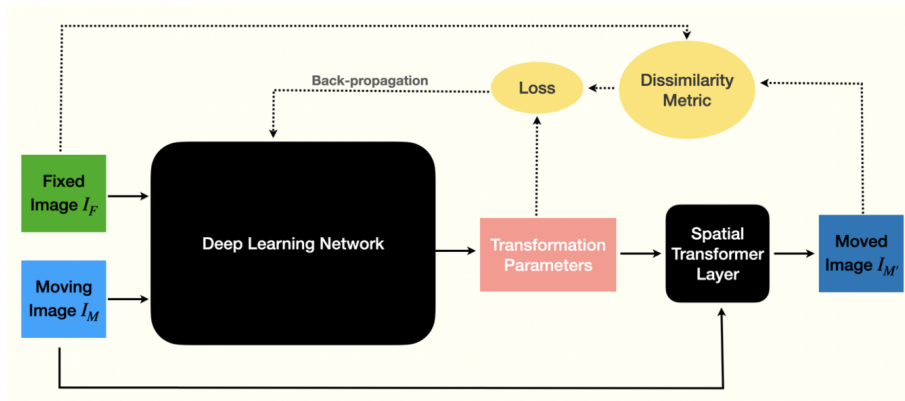 Back-propagation
Loss
Dissimilarity
Metric
Fixed
Image I_F
Deep Learning Network
Transformation
Parameters
Spatial
Transformer
Layer
Moved
Image I_M'
Moving
Image I_M